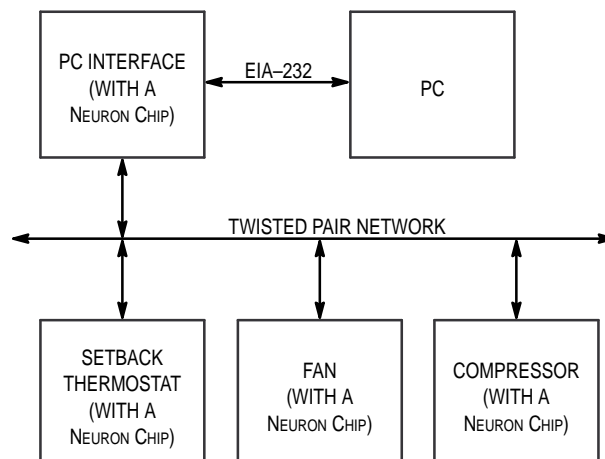 PC INTERFACE
(WITH A
NEURON CHIP)
EIA–232
PC
TWISTED PAIR NETWORK
SETBACK
THERMOSTAT
(WITH A
NEURON CHIP)
FAN
(WITH A
NEURON CHIP)
COMPRESSOR
(WITH A
NEURON CHIP)